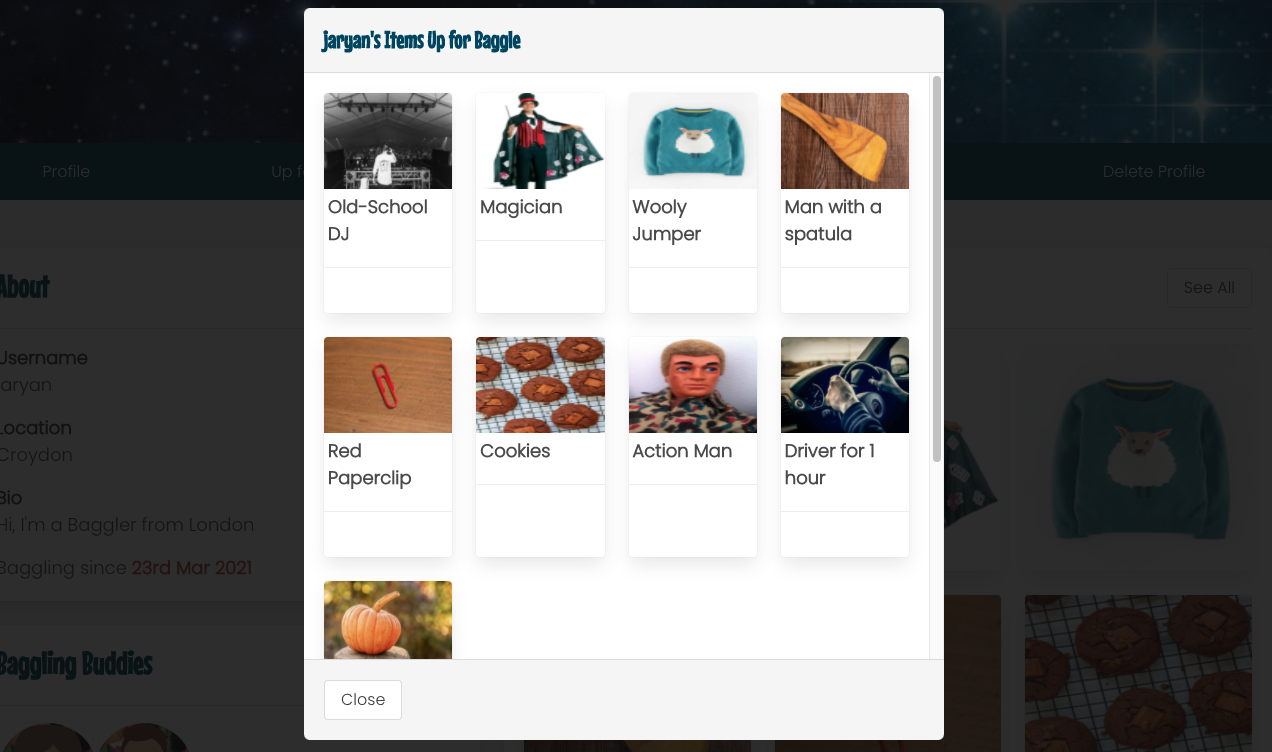 jaryan's Items Up for Baggle
Old-School
DJ
Magician
Wooly
Jumper
Man with a
spatula
Red
Paperclip
Cookies
Action Man
Driver for 1
hour
Close
Profile
Up fo
Delete Profile
About
See All
Username
jaryan
Location
Croydon
Bio
Hi, I'm a Baggler from London
Baggling since 23rd Mar 2021
Baggling Buddies